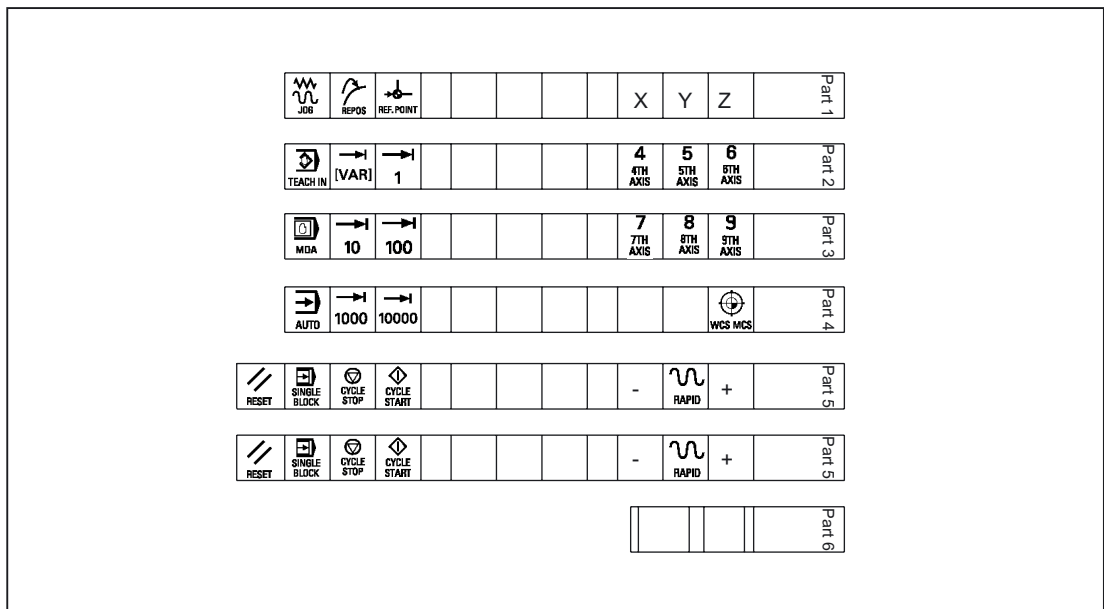 JOG REPOS REF. POINT X Y Z Part 1
TEACH IN [VAR] 1 4 4TH AXIS 5 5TH AXIS 6 6TH AXIS Part 2
MDA 10 100 7 7TH AXIS 8 8TH AXIS 9 9TH AXIS Part 3
AUTO 1000 10000 WCS MCS Part 4
RESET SINGLE BLOCK CYCLE STOP CYCLE START - RAPID + Part 5
RESET SINGLE BLOCK CYCLE STOP CYCLE START - RAPID + Part 5
Part 6